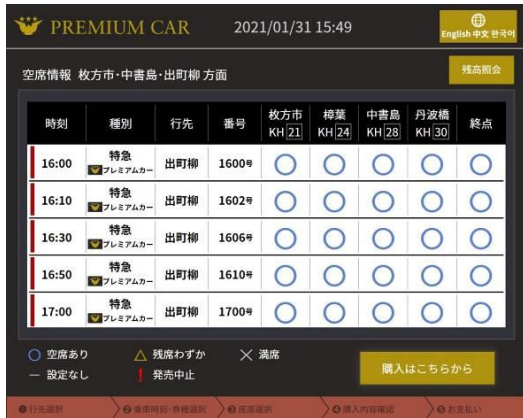 PREMIUM CAR 2021/01/31 15:49
English 中文 한국어
空席情報 枚方市・中書島・出町柳 方面
残高照会
時刻 種別 行先 番号 枚方市 KH 21 樟葉 KH 24 中書島 KH 28 丹波橋 KH 30 終点
16:00 特急 プレミアムカー 出町柳 1600号 ○ ○ ○ ○ ○
16:10 特急 プレミアムカー 出町柳 1602号 ○ ○ ○ ○ ○
16:30 特急 プレミアムカー 出町柳 1606号 ○ ○ ○ ○ ○
16:50 特急 プレミアムカー 出町柳 1610号 ○ ○ ○ ○ ○
17:00 特急 プレミアムカー 出町柳 1700号 ○ ○ ○ ○ ○
○ 空席あり △ 残席わずか × 満席
— 設定なし ! 発売中止
購入はこちらから
❶行先選択 ❷乗車時刻・券種選択 ❸座席選択 ❹購入内容確認 ❺お支払い